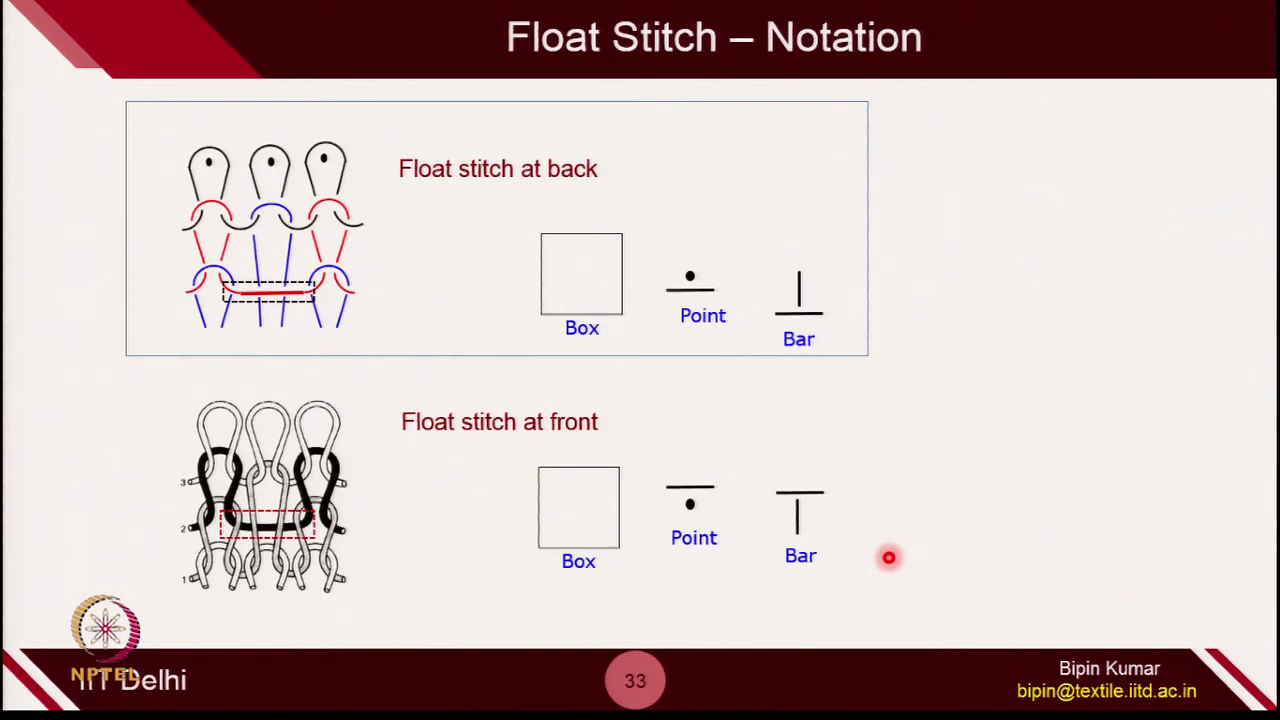 Float Stitch – Notation
Float stitch at back
Box
Point
Bar
Float stitch at front
3
2
1
Box
Point
Bar
NPTEL
IIT Delhi
33
Bipin Kumar
bipin@textile.iitd.ac.in